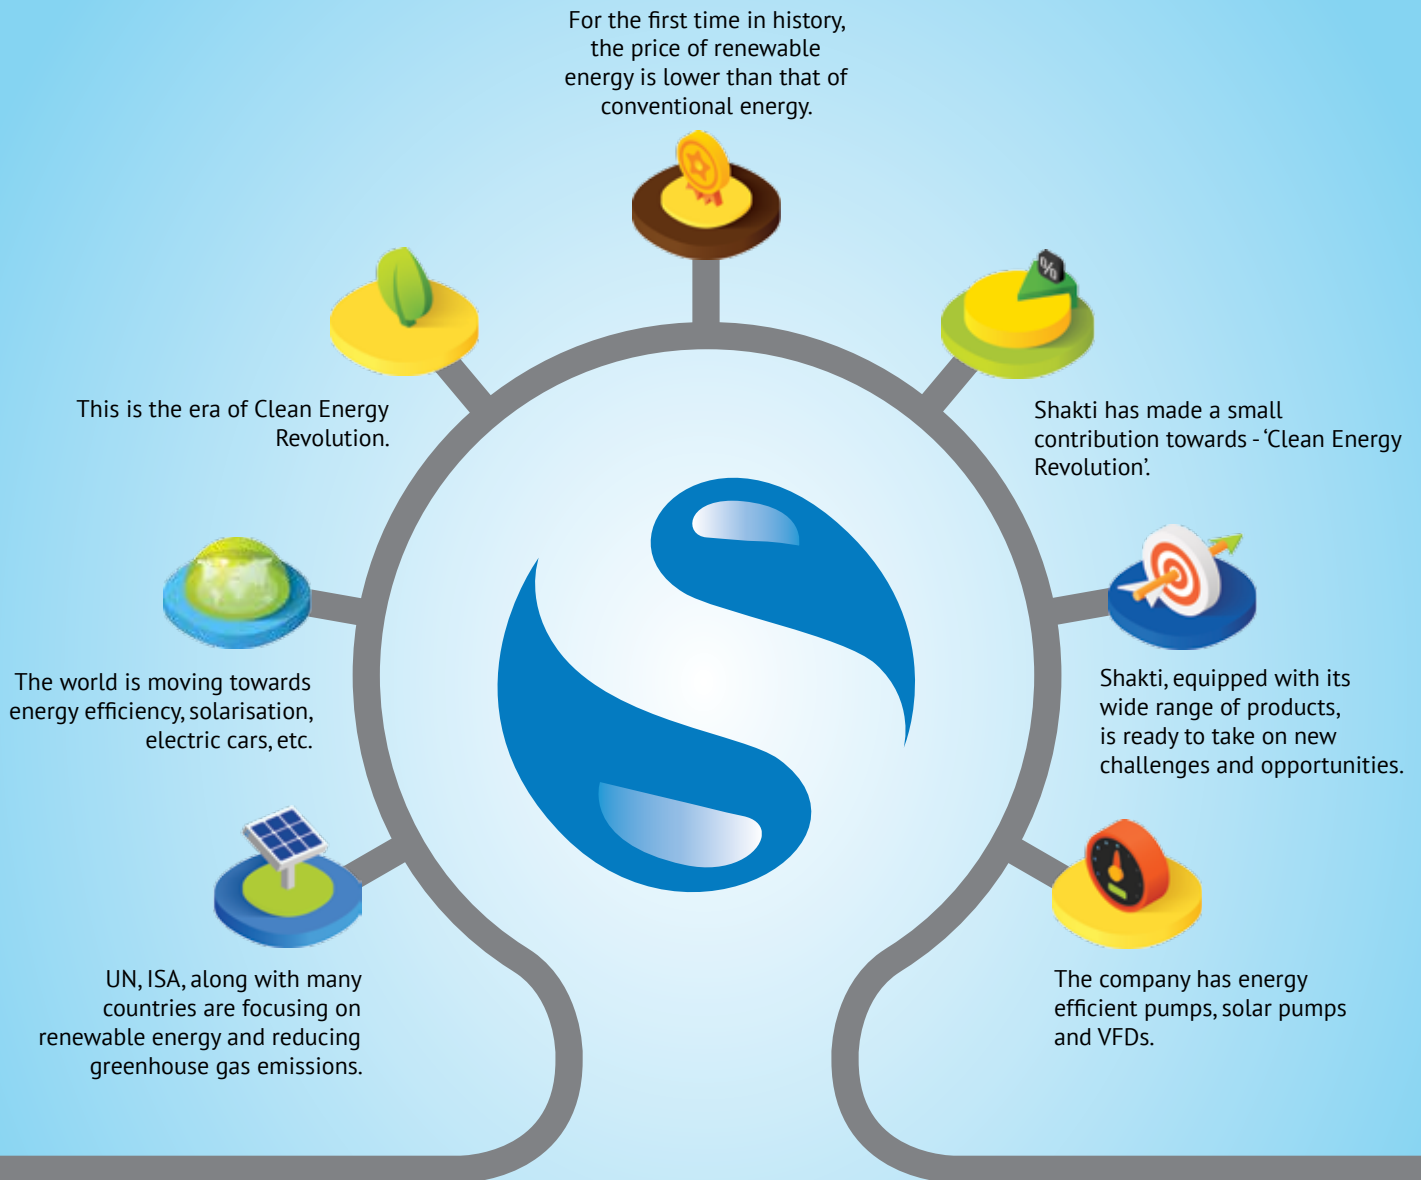 For the first time in history,
the price of renewable
energy is lower than that of
conventional energy.
%
This is the era of Clean Energy
Revolution.
Shakti has made a small
contribution towards - ‘Clean Energy
Revolution’.
The world is moving towards
energy efficiency, solarisation,
electric cars, etc.
Shakti, equipped with its
wide range of products,
is ready to take on new
challenges and opportunities.
UN, ISA, along with many
countries are focusing on
renewable energy and reducing
greenhouse gas emissions.
The company has energy
efficient pumps, solar pumps
and VFDs.